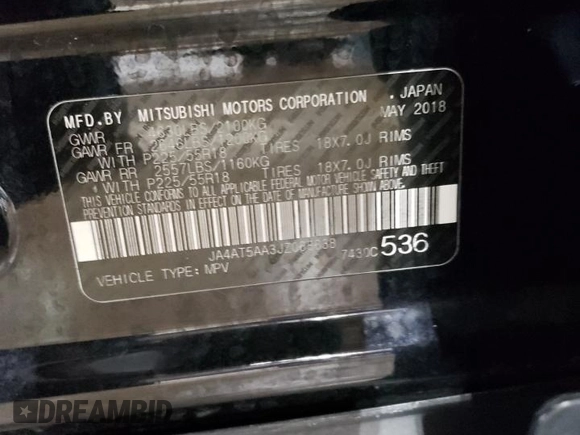 MFD.BY MITSUBISHI MOTORS CORPORATION . JAPAN
MAY 2018
GVWR 2100KG
GAWR FR
WITH P225/55R18 TIRES 18X7.0J RIMS
GAWR RR 2557LBS/1160KG
WITH P225/55R18 TIRES 18X7.0J RIMS
THIS VEHICLE CONFORMS TO ALL APPLICABLE FEDERAL MOTOR VEHICLE SAFETY AND THEFT
PREVENTION STANDARDS IN EFFECT ON THE DATE OF MANUFACTURE SHOWN ABOVE.
7430C 536
VEHICLE TYPE: MPV
DREAMBID